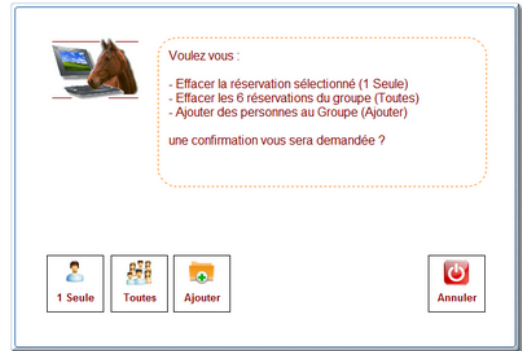 Voulez vous :
- Effacer la réservation sélectionné (1 Seule)
- Effacer les 6 réservations du groupe (Toutes)
- Ajouter des personnes au Groupe (Ajouter)
une confirmation vous sera demandée ?
1 Seule
Toutes
Ajouter
Annuler